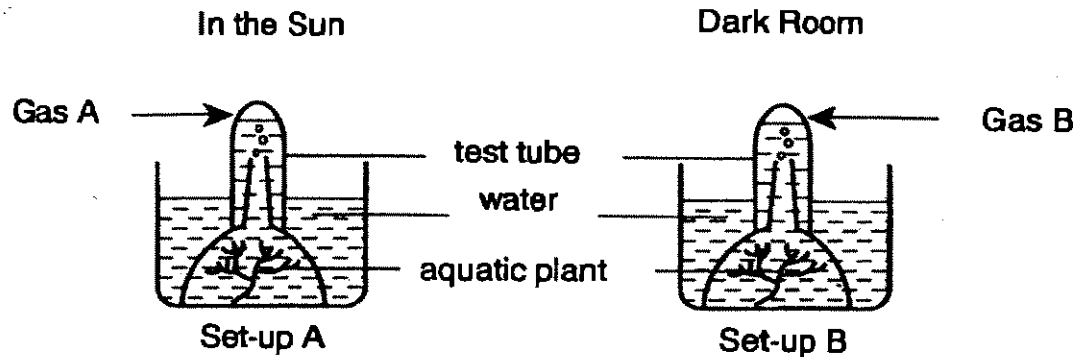 In the Sun
Dark Room
Gas A
Gas B
test tube
water
aquatic plant
Set-up A
Set-up B